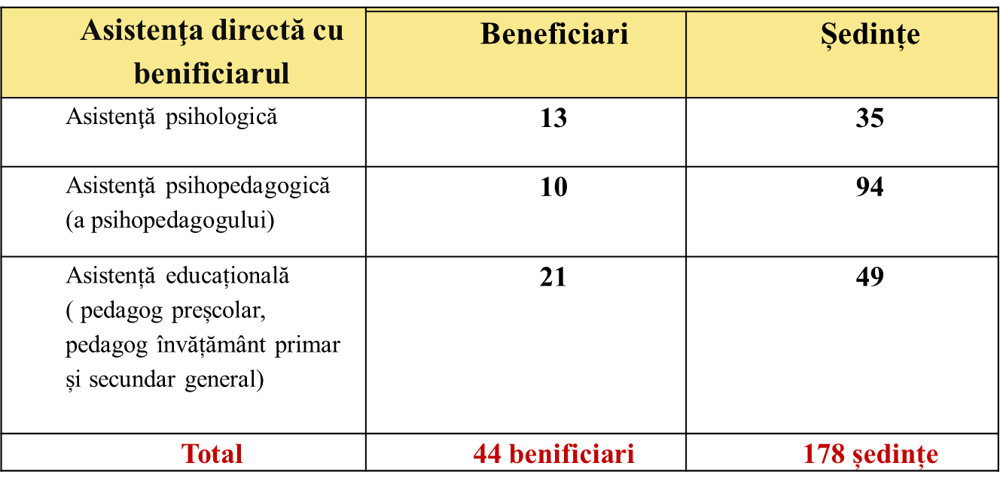 Asistenţa directă cu
benificiarul
Beneficiari
Ședințe
Asistenţă psihologică
13
35
Asistenţă psihopedagogică
(a psihopedagogului)
10
94
Asistență educațională
( pedagog preșcolar,
pedagog învățământ primar
și secundar general)
21
49
Total
44 benificiari
178 ședințe